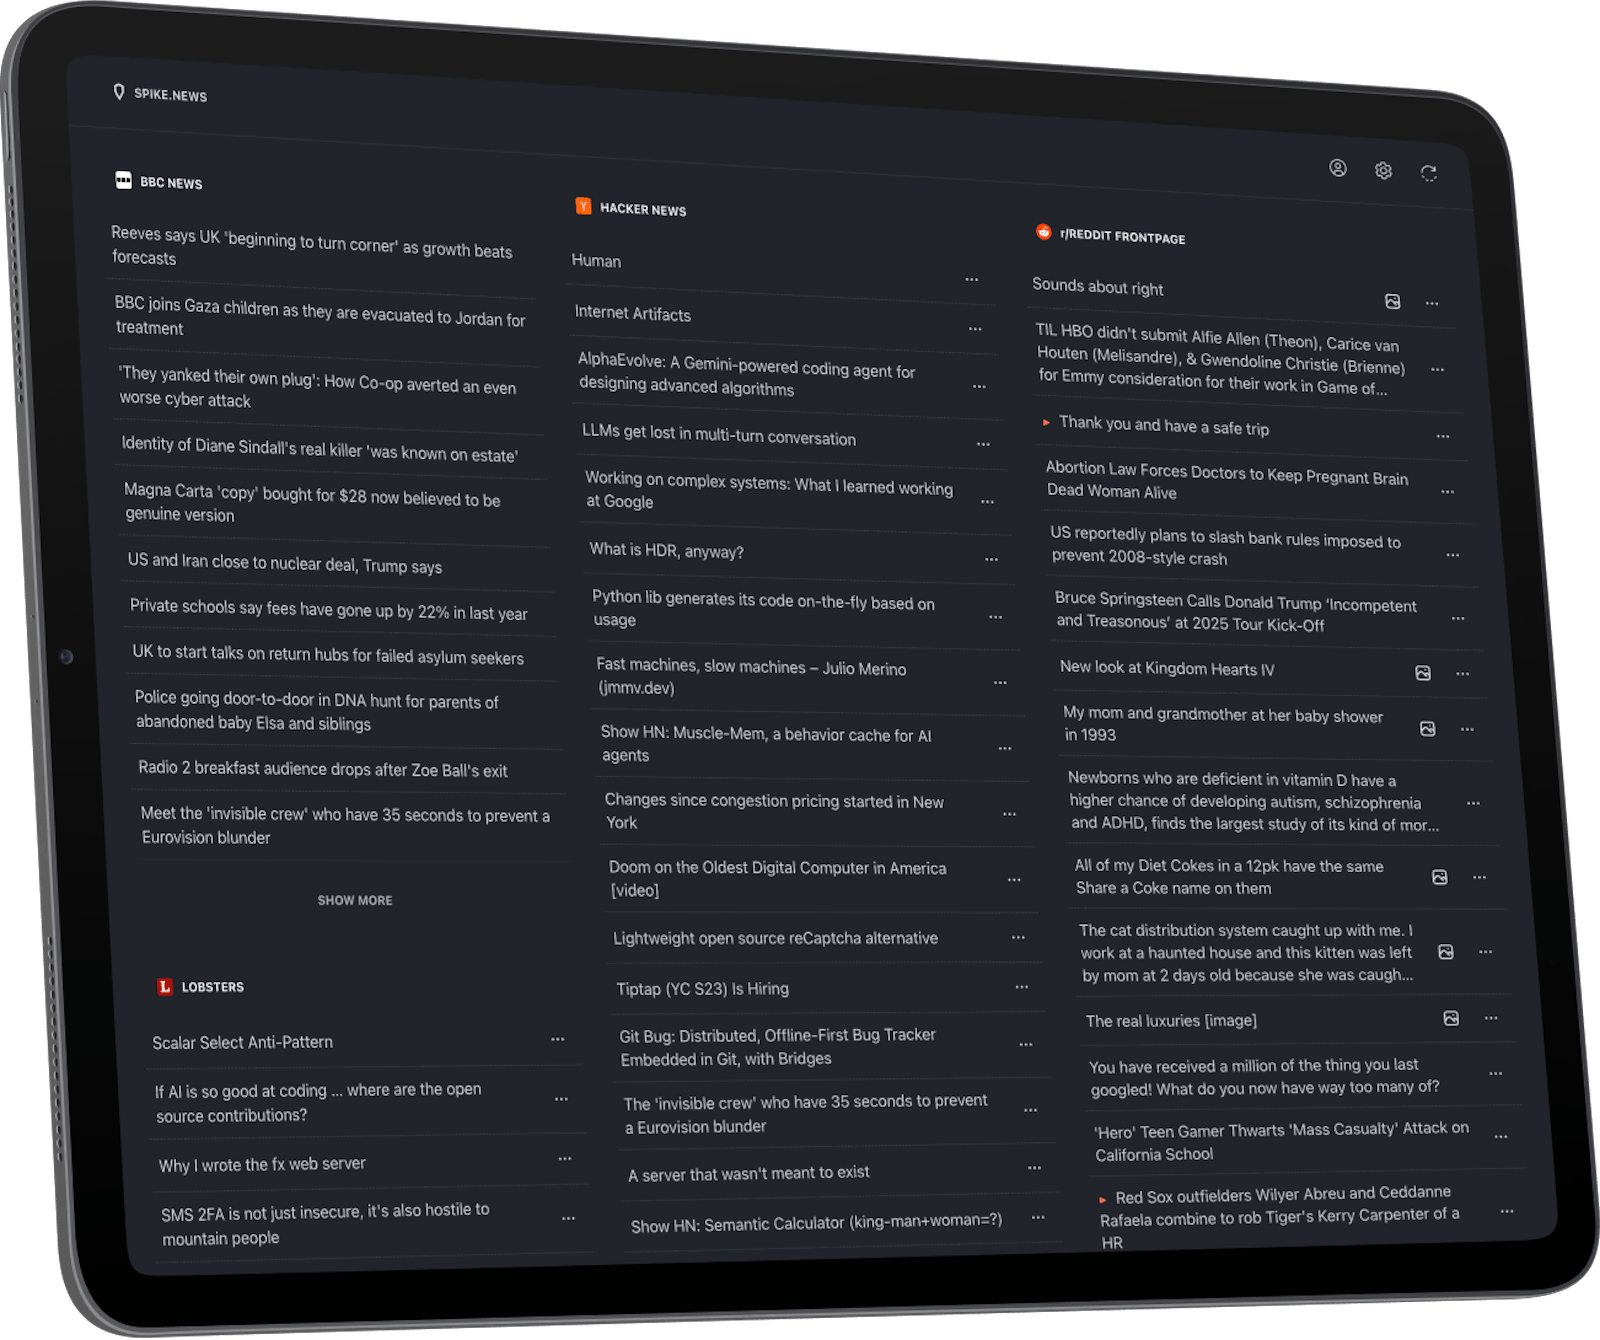 SPIKE.NEWS
BBC NEWS
Reeves says UK 'beginning to turn corner' as growth beats
forecasts
BBC joins Gaza children as they are evacuated to Jordan for
treatment
'They yanked their own plug': How Co-op averted an even
worse cyber attack
Identity of Diane Sindall's real killer 'was known on estate'
Magna Carta 'copy' bought for $28 now believed to be
genuine version
US and Iran close to nuclear deal, Trump says
Private schools say fees have gone up by 22% in last year
UK to start talks on return hubs for failed asylum seekers
Police going door-to-door in DNA hunt for parents of
abandoned baby Elsa and siblings
Radio 2 breakfast audience drops after Zoe Ball's exit
Meet the 'invisible crew' who have 35 seconds to prevent a
Eurovision blunder
SHOW MORE
L LOBSTERS
Scalar Select Anti-Pattern
If AI is so good at coding ... where are the open
source contributions?
Why I wrote the fx web server
SMS 2FA is not just insecure, it's also hostile to
mountain people
Y HACKER NEWS
Human
Internet Artifacts
AlphaEvolve: A Gemini-powered coding agent for
designing advanced algorithms
LLMs get lost in multi-turn conversation
Working on complex systems: What I learned working
at Google
What is HDR, anyway?
Python lib generates its code on-the-fly based on
usage
Fast machines, slow machines – Julio Merino
(jmmv.dev)
Show HN: Muscle-Mem, a behavior cache for AI
agents
Changes since congestion pricing started in New
York
Doom on the Oldest Digital Computer in America
[video]
Lightweight open source reCaptcha alternative
Tiptap (YC S23) Is Hiring
Git Bug: Distributed, Offline-First Bug Tracker
Embedded in Git, with Bridges
The 'invisible crew' who have 35 seconds to prevent
a Eurovision blunder
A server that wasn't meant to exist
Show HN: Semantic Calculator (king-man+woman=?)
r/REDDIT FRONTPAGE
Sounds about right
TIL HBO didn't submit Alfie Allen (Theon), Carice van
Houten (Melisandre), & Gwendoline Christie (Brienne)
for Emmy consideration for their work in Game of...
Thank you and have a safe trip
Abortion Law Forces Doctors to Keep Pregnant Brain
Dead Woman Alive
US reportedly plans to slash bank rules imposed to
prevent 2008-style crash
Bruce Springsteen Calls Donald Trump ‘Incompetent
and Treasonous’ at 2025 Tour Kick-Off
New look at Kingdom Hearts IV
My mom and grandmother at her baby shower
in 1993
Newborns who are deficient in vitamin D have a
higher chance of developing autism, schizophrenia
and ADHD, finds the largest study of its kind of mor...
All of my Diet Cokes in a 12pk have the same
Share a Coke name on them
The cat distribution system caught up with me. I
work at a haunted house and this kitten was left
by mom at 2 days old because she was caugh...
The real luxuries [image]
You have received a million of the thing you last
googled! What do you now have way too many of?
'Hero' Teen Gamer Thwarts 'Mass Casualty' Attack on
California School
Red Sox outfielders Wilyer Abreu and Ceddanne
Rafaela combine to rob Tiger's Kerry Carpenter of a
HR